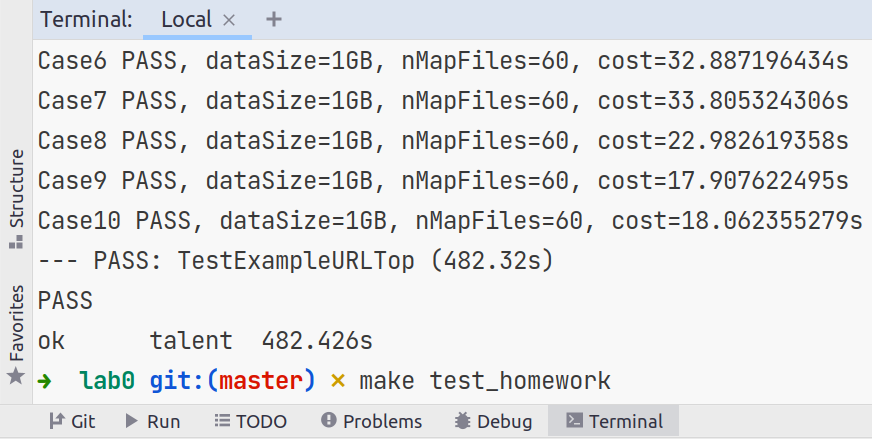 Terminal: Local × +
Case6 PASS, dataSize=1GB, nMapFiles=60, cost=32.887196434s
Case7 PASS, dataSize=1GB, nMapFiles=60, cost=33.805324306s
Case8 PASS, dataSize=1GB, nMapFiles=60, cost=22.982619358s
Case9 PASS, dataSize=1GB, nMapFiles=60, cost=17.907622495s
Case10 PASS, dataSize=1GB, nMapFiles=60, cost=18.062355279s
--- PASS: TestExampleURLTop (482.32s)
PASS
ok      talent  482.426s
➜  lab0 git:(master) ✗ make test_homework
Structure
Favorites
Git Run TODO Problems Debug Terminal